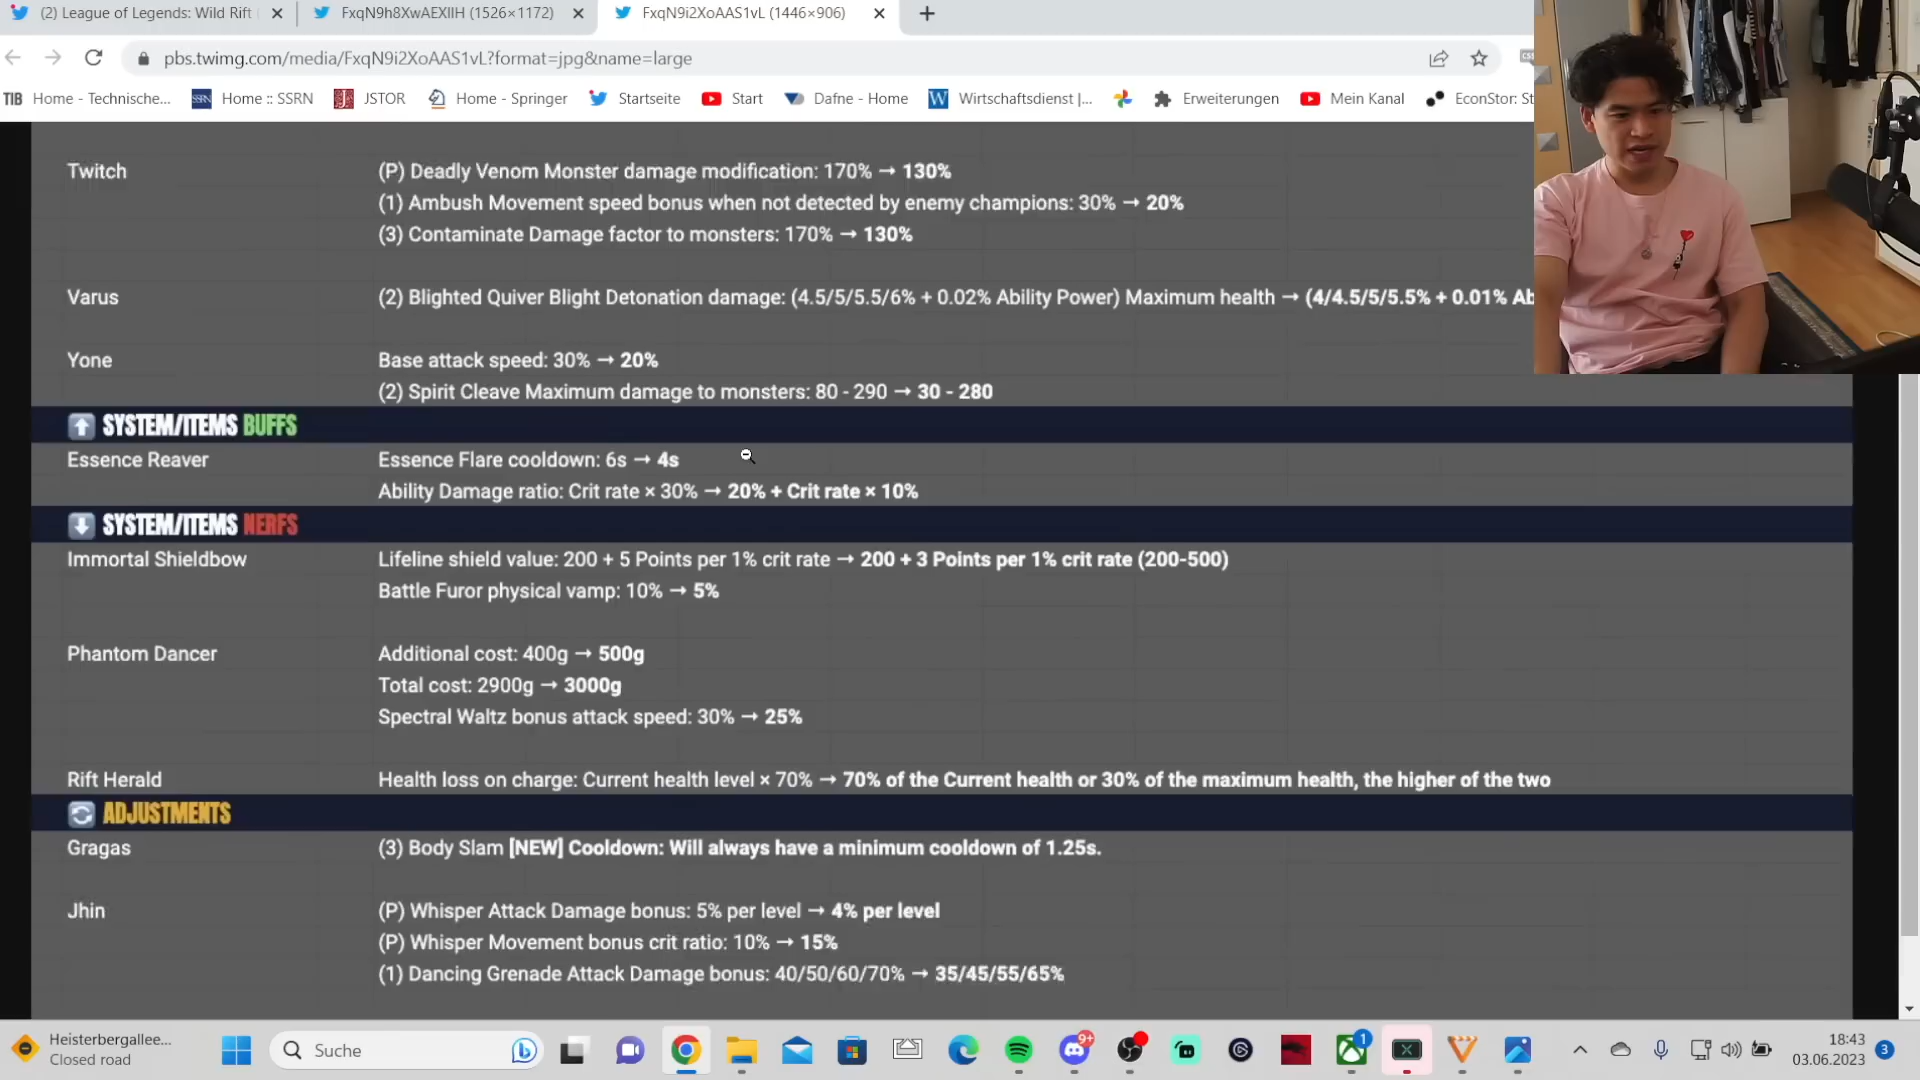 (2) League of Legends: Wild Rift
FxqN9h8XwAEXIIH (1526×1172)
FxqN9i2XoAAS1vL (1446×906)
pbs.twimg.com/media/FxqN9i2XoAAS1vL?format=jpg&name=large
TIB Home - Technische... SSRN Home :: SSRN JSTOR Home - Springer Startseite Start Dafne - Home W Wirtschaftsdienst |... Erweiterungen Mein Kanal EconStor: St
Twitch (P) Deadly Venom Monster damage modification: 170% → 130%
(1) Ambush Movement speed bonus when not detected by enemy champions: 30% → 20%
(3) Contaminate Damage factor to monsters: 170% → 130%
Varus (2) Blighted Quiver Blight Detonation damage: (4.5/5/5.5/6% + 0.02% Ability Power) Maximum health → (4/4.5/5/5.5% + 0.01% Ab
Yone Base attack speed: 30% → 20%
(2) Spirit Cleave Maximum damage to monsters: 80 - 290 → 30 - 280
SYSTEM/ITEMS BUFFS
Essence Reaver Essence Flare cooldown: 6s → 4s
Ability Damage ratio: Crit rate × 30% → 20% + Crit rate × 10%
SYSTEM/ITEMS NERFS
Immortal Shieldbow Lifeline shield value: 200 + 5 Points per 1% crit rate → 200 + 3 Points per 1% crit rate (200-500)
Battle Furor physical vamp: 10% → 5%
Phantom Dancer Additional cost: 400g → 500g
Total cost: 2900g → 3000g
Spectral Waltz bonus attack speed: 30% → 25%
Rift Herald Health loss on charge: Current health level × 70% → 70% of the Current health or 30% of the maximum health, the higher of the two
ADJUSTMENTS
Gragas (3) Body Slam [NEW] Cooldown: Will always have a minimum cooldown of 1.25s.
Jhin (P) Whisper Attack Damage bonus: 5% per level → 4% per level
(P) Whisper Movement bonus crit ratio: 10% → 15%
(1) Dancing Grenade Attack Damage bonus: 40/50/60/70% → 35/45/55/65%
Heisterbergallee...
Closed road
Suche
9+
1
18:43
03.06.2023
3